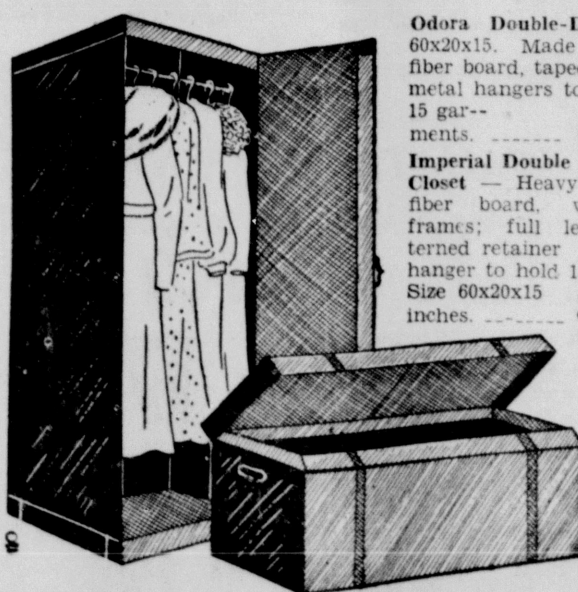 Odora Double-D
60x20x15. Made
fiber board, taped
metal hangers to
15 gar--
ments. -------
Imperial Double
Closet — Heavy
fiber board,
frames; full le
terned retainer
hanger to hold 1
Size 60x20x15
inches. -------